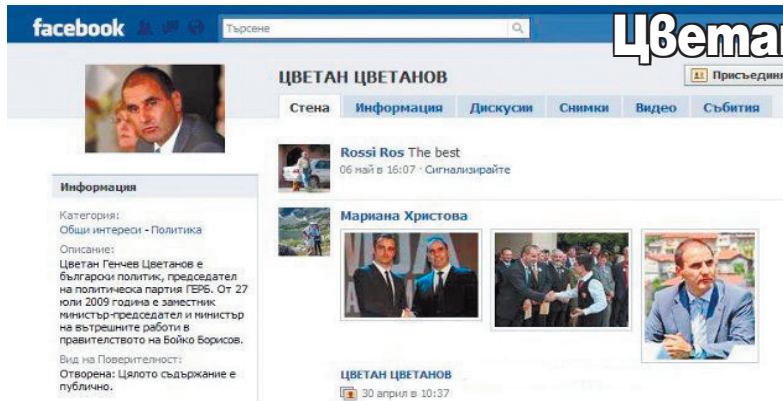 facebook
Търсене
Цветан
ЦВЕТАН ЦВЕТАНОВ
Присъединя
Стена Информация Дискусии Снимки Видео Събития
Rossi Ros The best
06 май в 16:07 · Сигнализирайте
Мариана Христова
ЦВЕТАН ЦВЕТАНОВ
30 април в 10:37
Информация
Категория:
Общи интереси - Политика
Описание:
Цветан Генчев Цветанов е
български политик, председател
на политическа партия ГЕРБ. От 27
юли 2009 година е заместник
министър-председател и министър
на вътрешните работи в
правителството на Бойко Борисов.
Вид на Поверителност:
Отворена: Цялото съдържание е
публично.